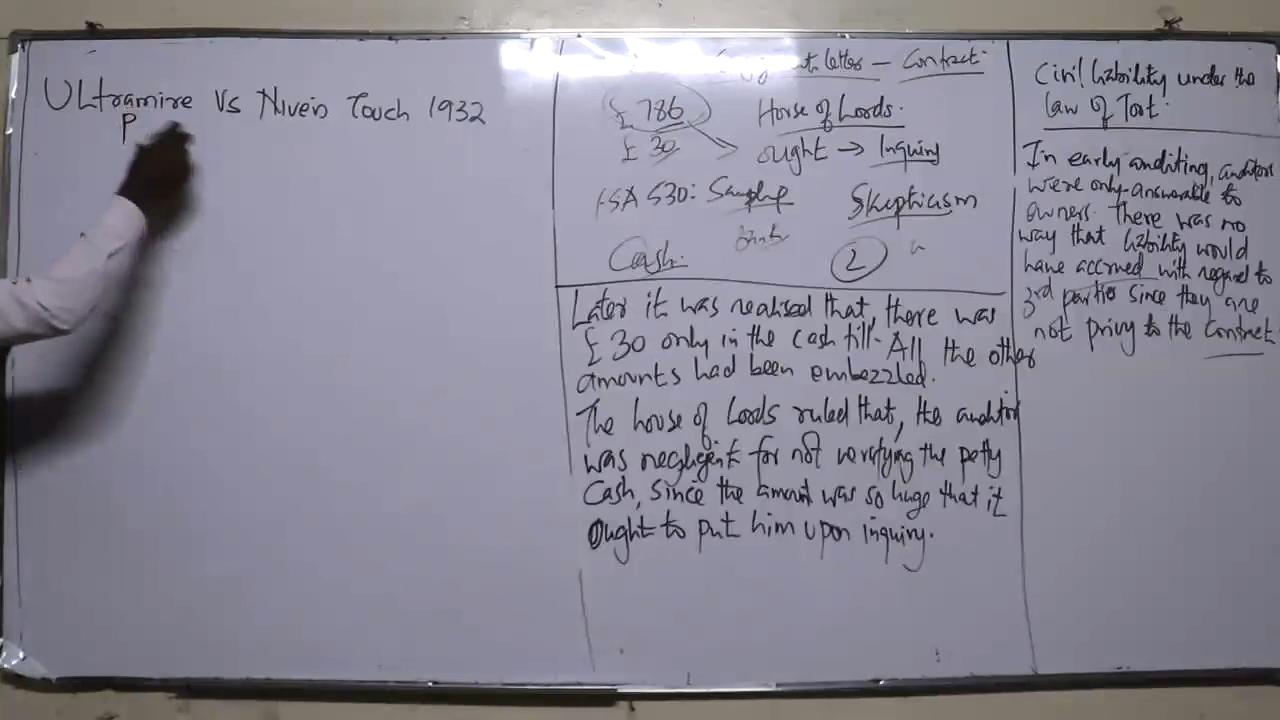 ULtramire Vs Niven Touch 1932
P
letter – Contract
£ 786
House of Lords.
£ 30
ought → Inquiry
ISA 530: Sample
Skepticism
Cash.
2
Later it was realised that, there was
£ 30 only in the cash till. All the other
amounts had been embezzled.
The house of Lords ruled that, the auditor
was negligent for not verifying the petty
Cash, since the amount was so huge that it
ought to put him upon inquiry.
Civil liability under the
law of Tort.
In early auditing, auditors
were only answerable to
owners. There was no
way that liability would
have accrued with regard to
3rd parties since they are
not privy to the contract